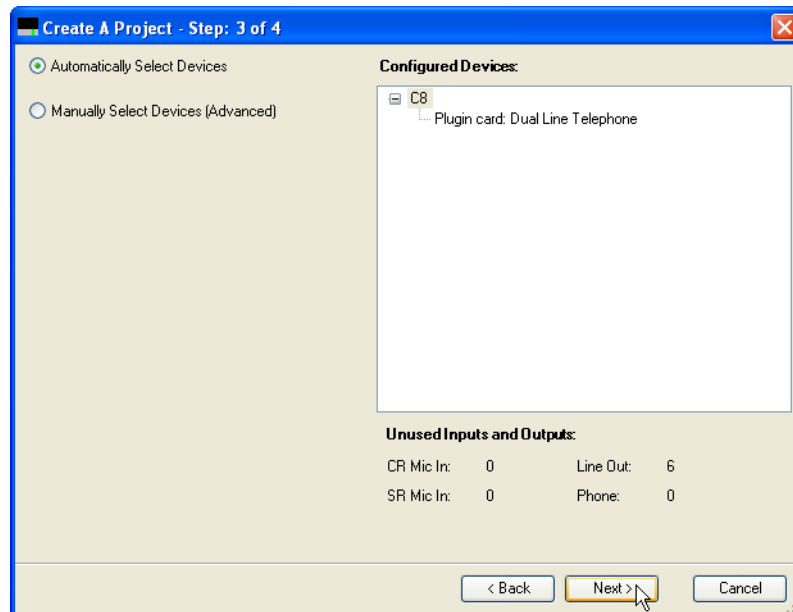 Create A Project - Step: 3 of 4
Automatically Select Devices
Manually Select Devices (Advanced)
Configured Devices:
C8
Plugin card: Dual Line Telephone
Unused Inputs and Outputs:
CR Mic In: 0 Line Out: 6
SR Mic In: 0 Phone: 0
< Back Next > Cancel